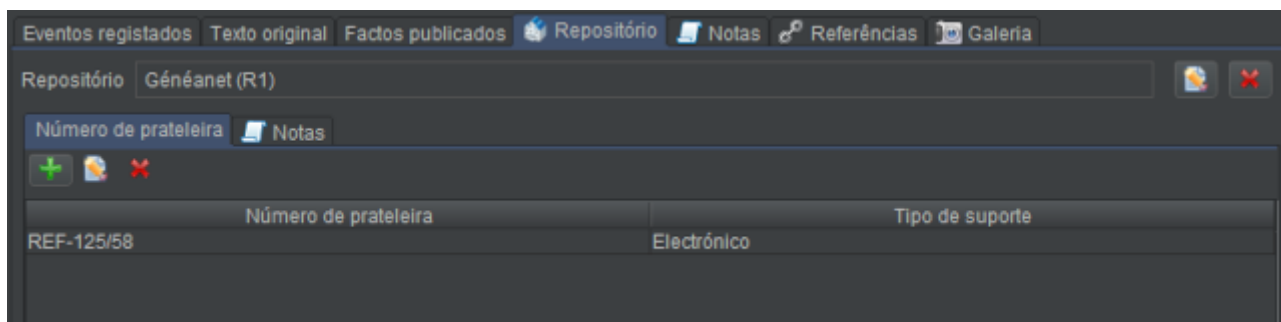 Eventos registados Texto original Factos publicados Repositório Notas Referências Galeria
Repositório Généanet (R1)
Número de prateleira Notas
Número de prateleira Tipo de suporte
REF-125/58 Electrónico